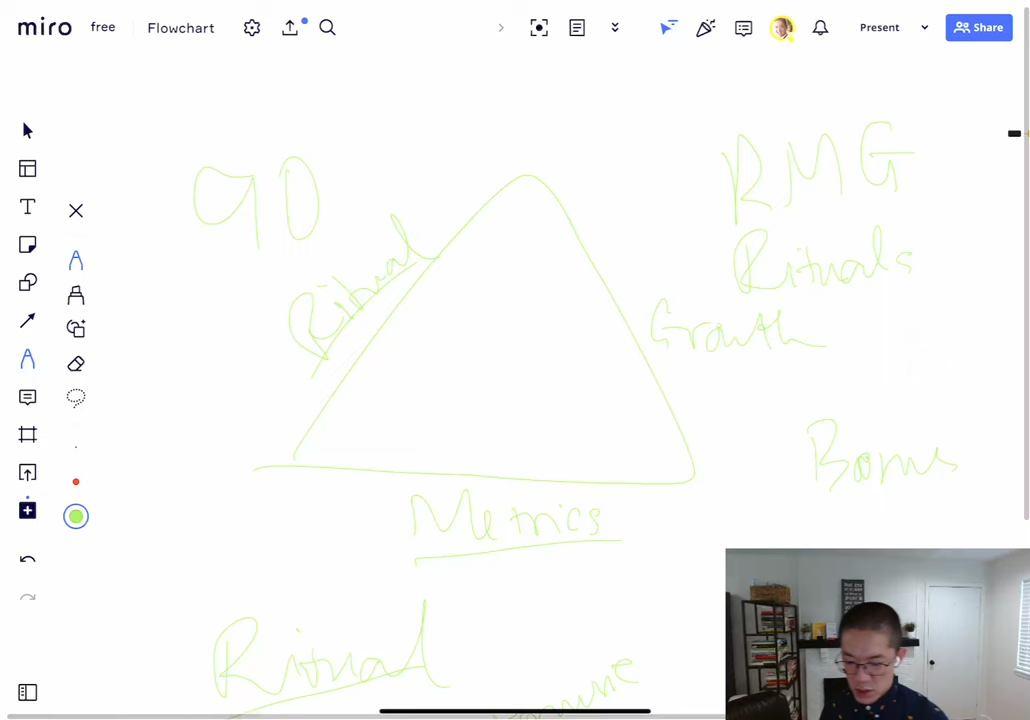 miro free Flowchart Present Share
90
RMG
Ritual
Rituals
Growth
Bonus
Metrics
Ritual